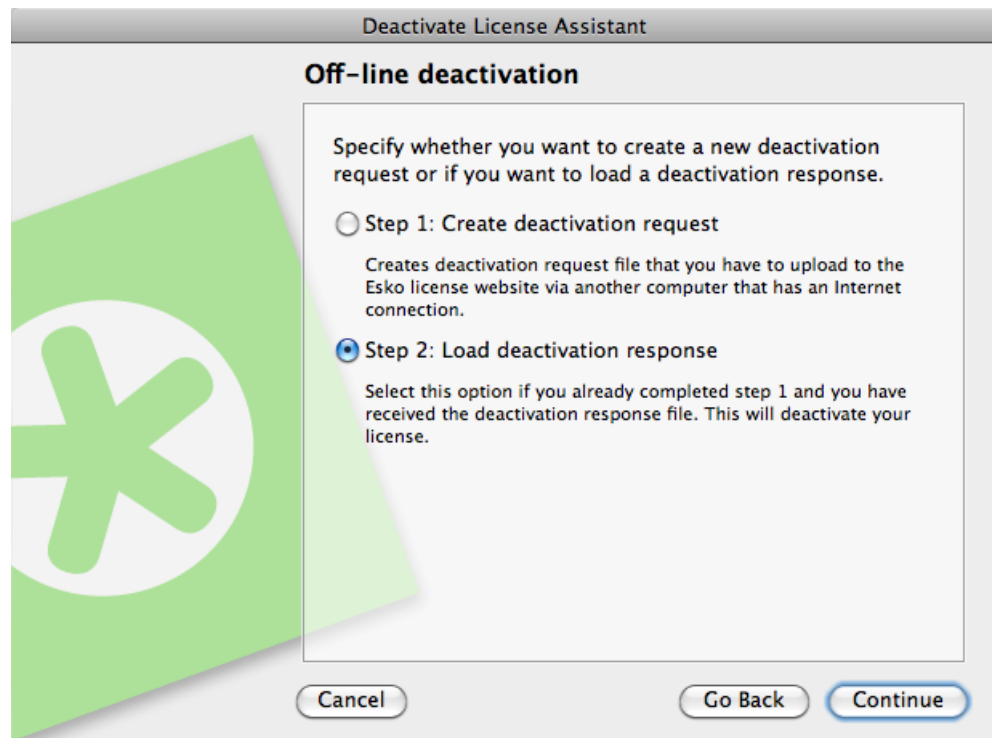 Deactivate License Assistant
Off-line deactivation
Specify whether you want to create a new deactivation
request or if you want to load a deactivation response.
Step 1: Create deactivation request
Creates deactivation request file that you have to upload to the
Esko license website via another computer that has an Internet
connection.
Step 2: Load deactivation response
Select this option if you already completed step 1 and you have
received the deactivation response file. This will deactivate your
license.
Cancel
Go Back
Continue